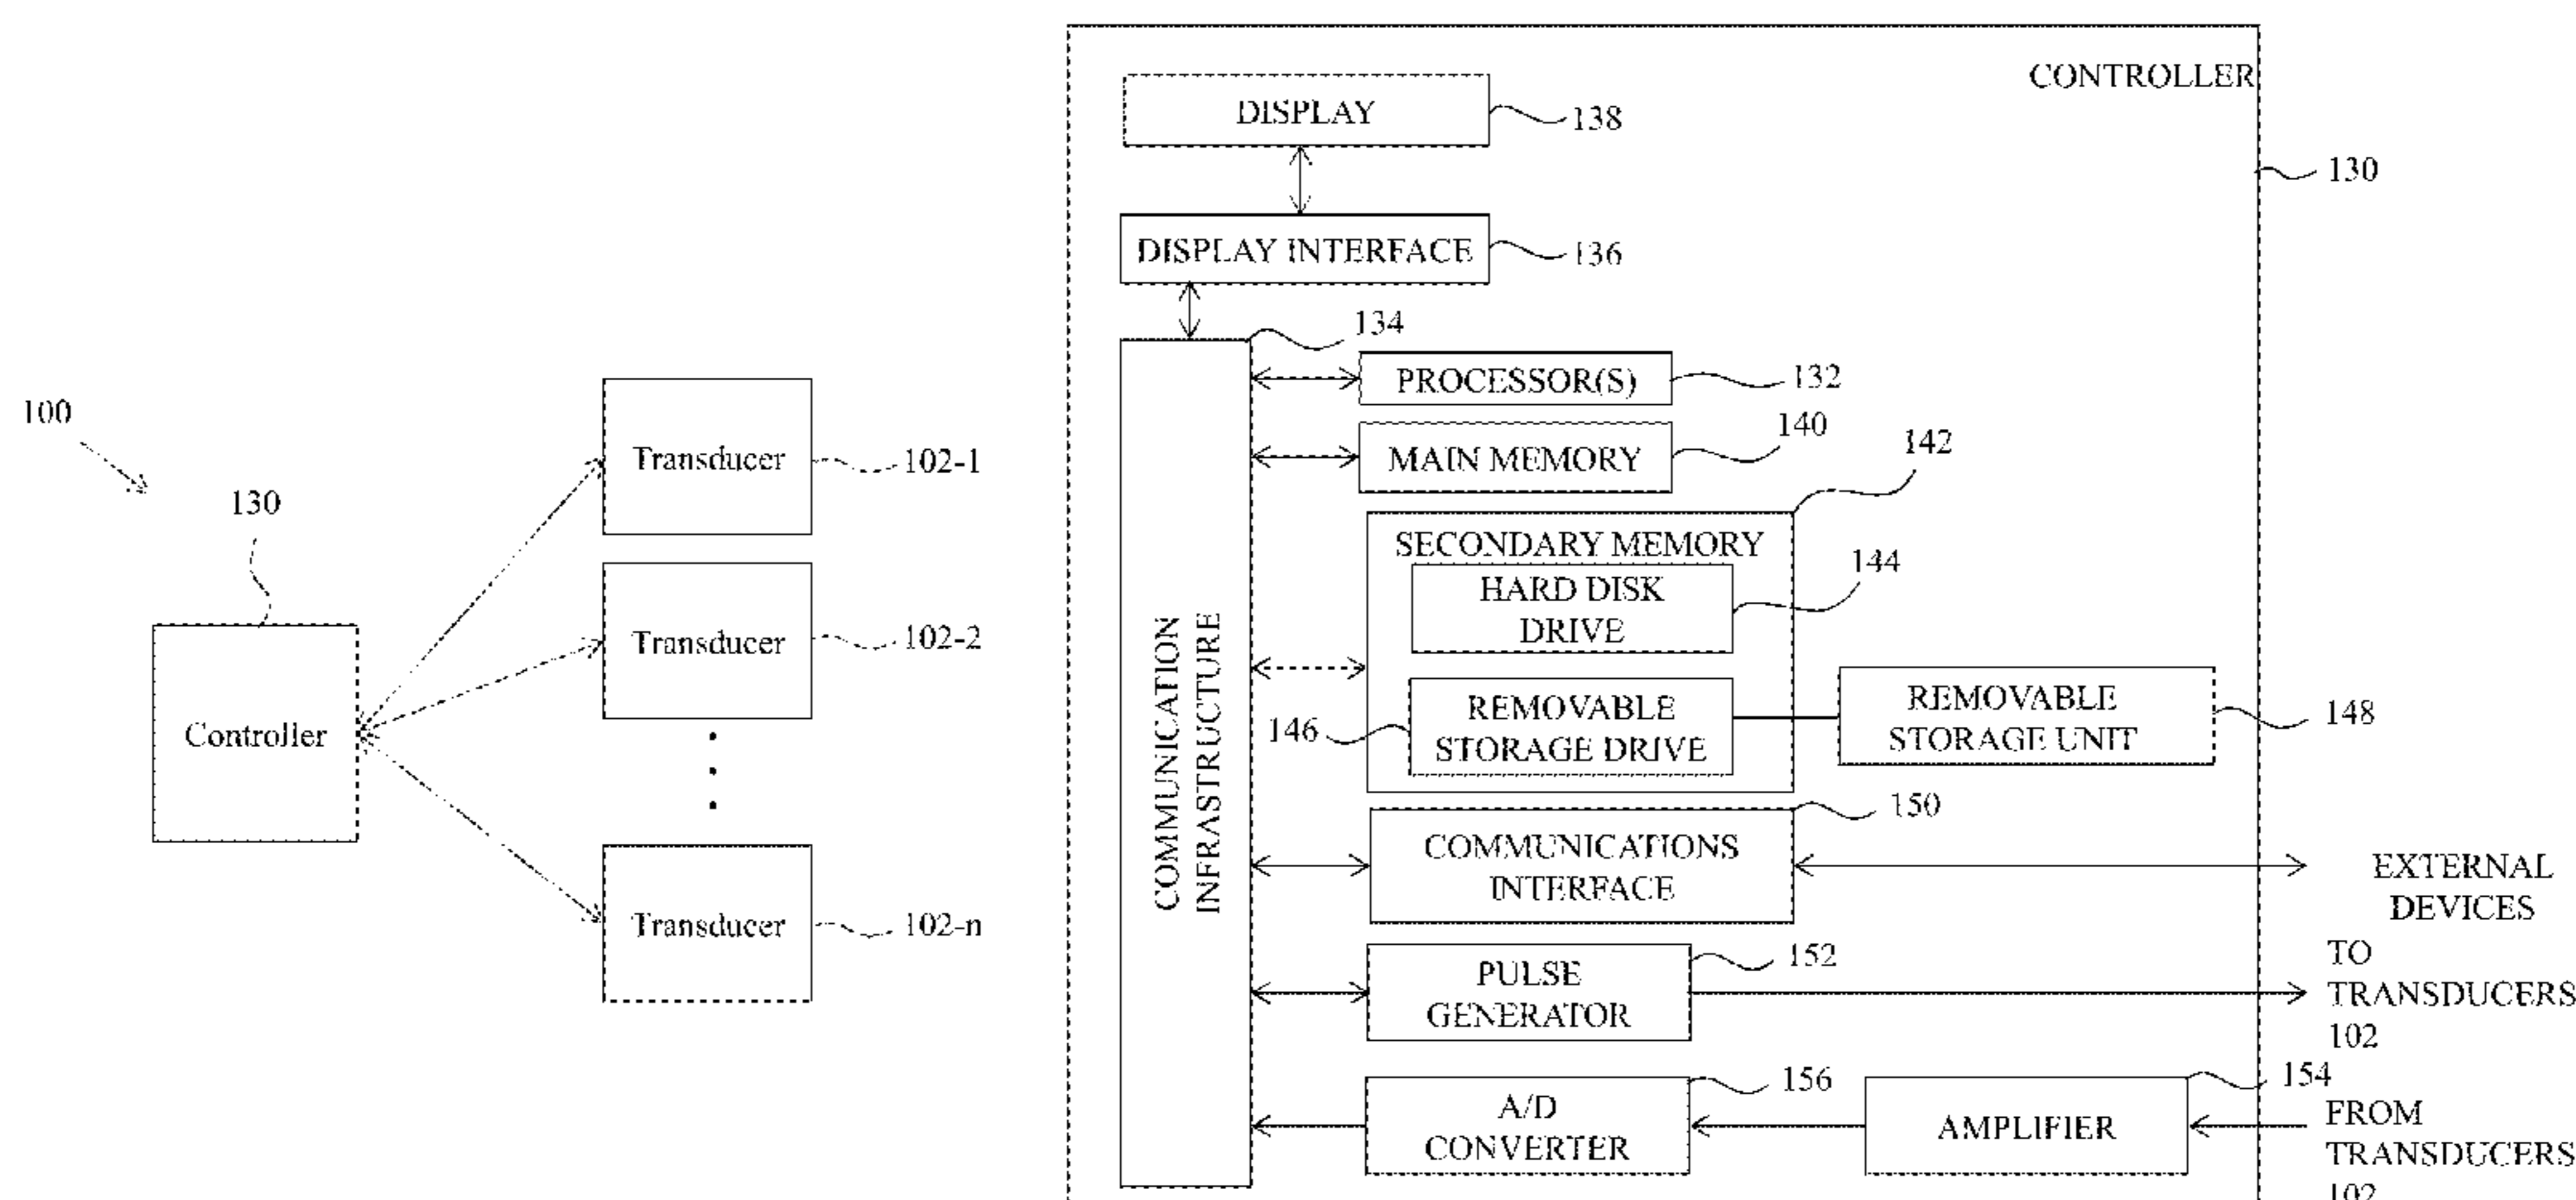 100
130
Controller
Transducer
102-1
Transducer
102-2
Transducer
102-n
CONTROLLER
130
DISPLAY
138
DISPLAY INTERFACE
136
134
COMMUNICATION
INFRASTRUCTURE
PROCESSOR(S)
132
MAIN MEMORY
140
142
SECONDARY MEMORY
HARD DISK
DRIVE
144
146
REMOVABLE
STORAGE DRIVE
REMOVABLE
STORAGE UNIT
148
150
COMMUNICATIONS
INTERFACE
EXTERNAL
DEVICES
PULSE
GENERATOR
152
TO
TRANSDUCERS
102
A/D
CONVERTER
156
AMPLIFIER
154
FROM
TRANSDUCERS
102